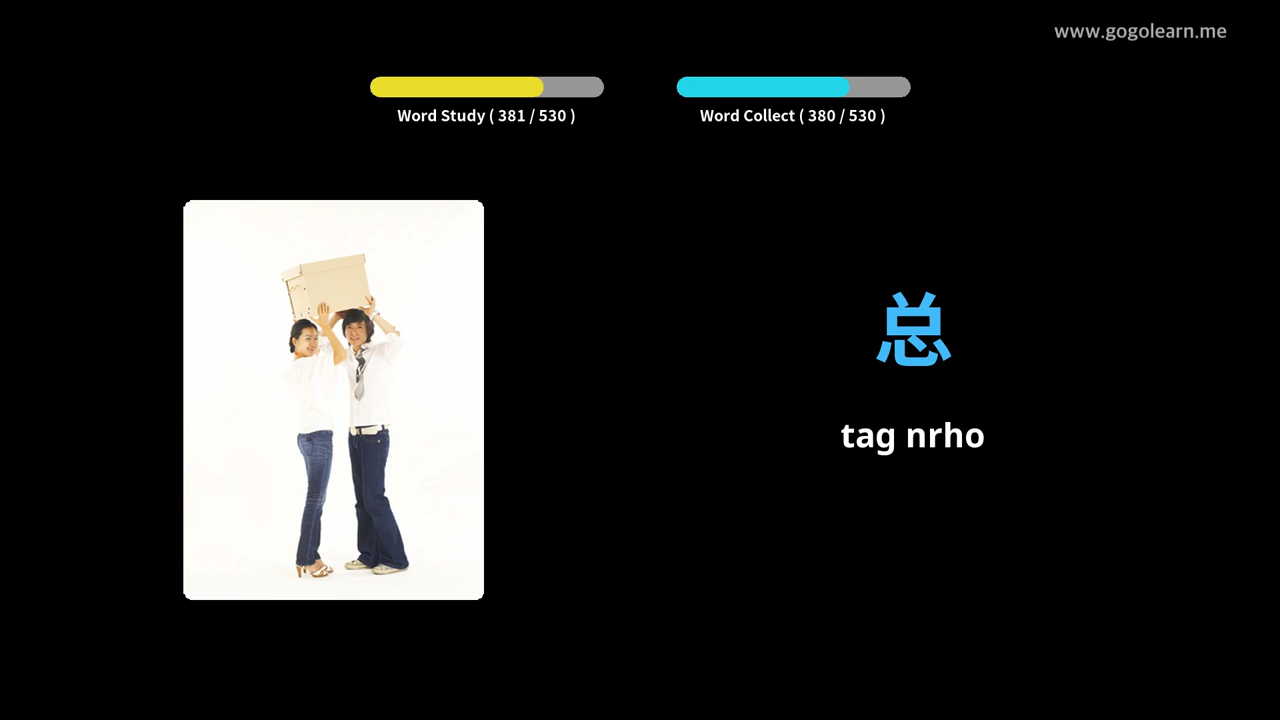 www.gogolearn.me
Word Study ( 381 / 530 )
Word Collect ( 380 / 530 )
总
tag nrho